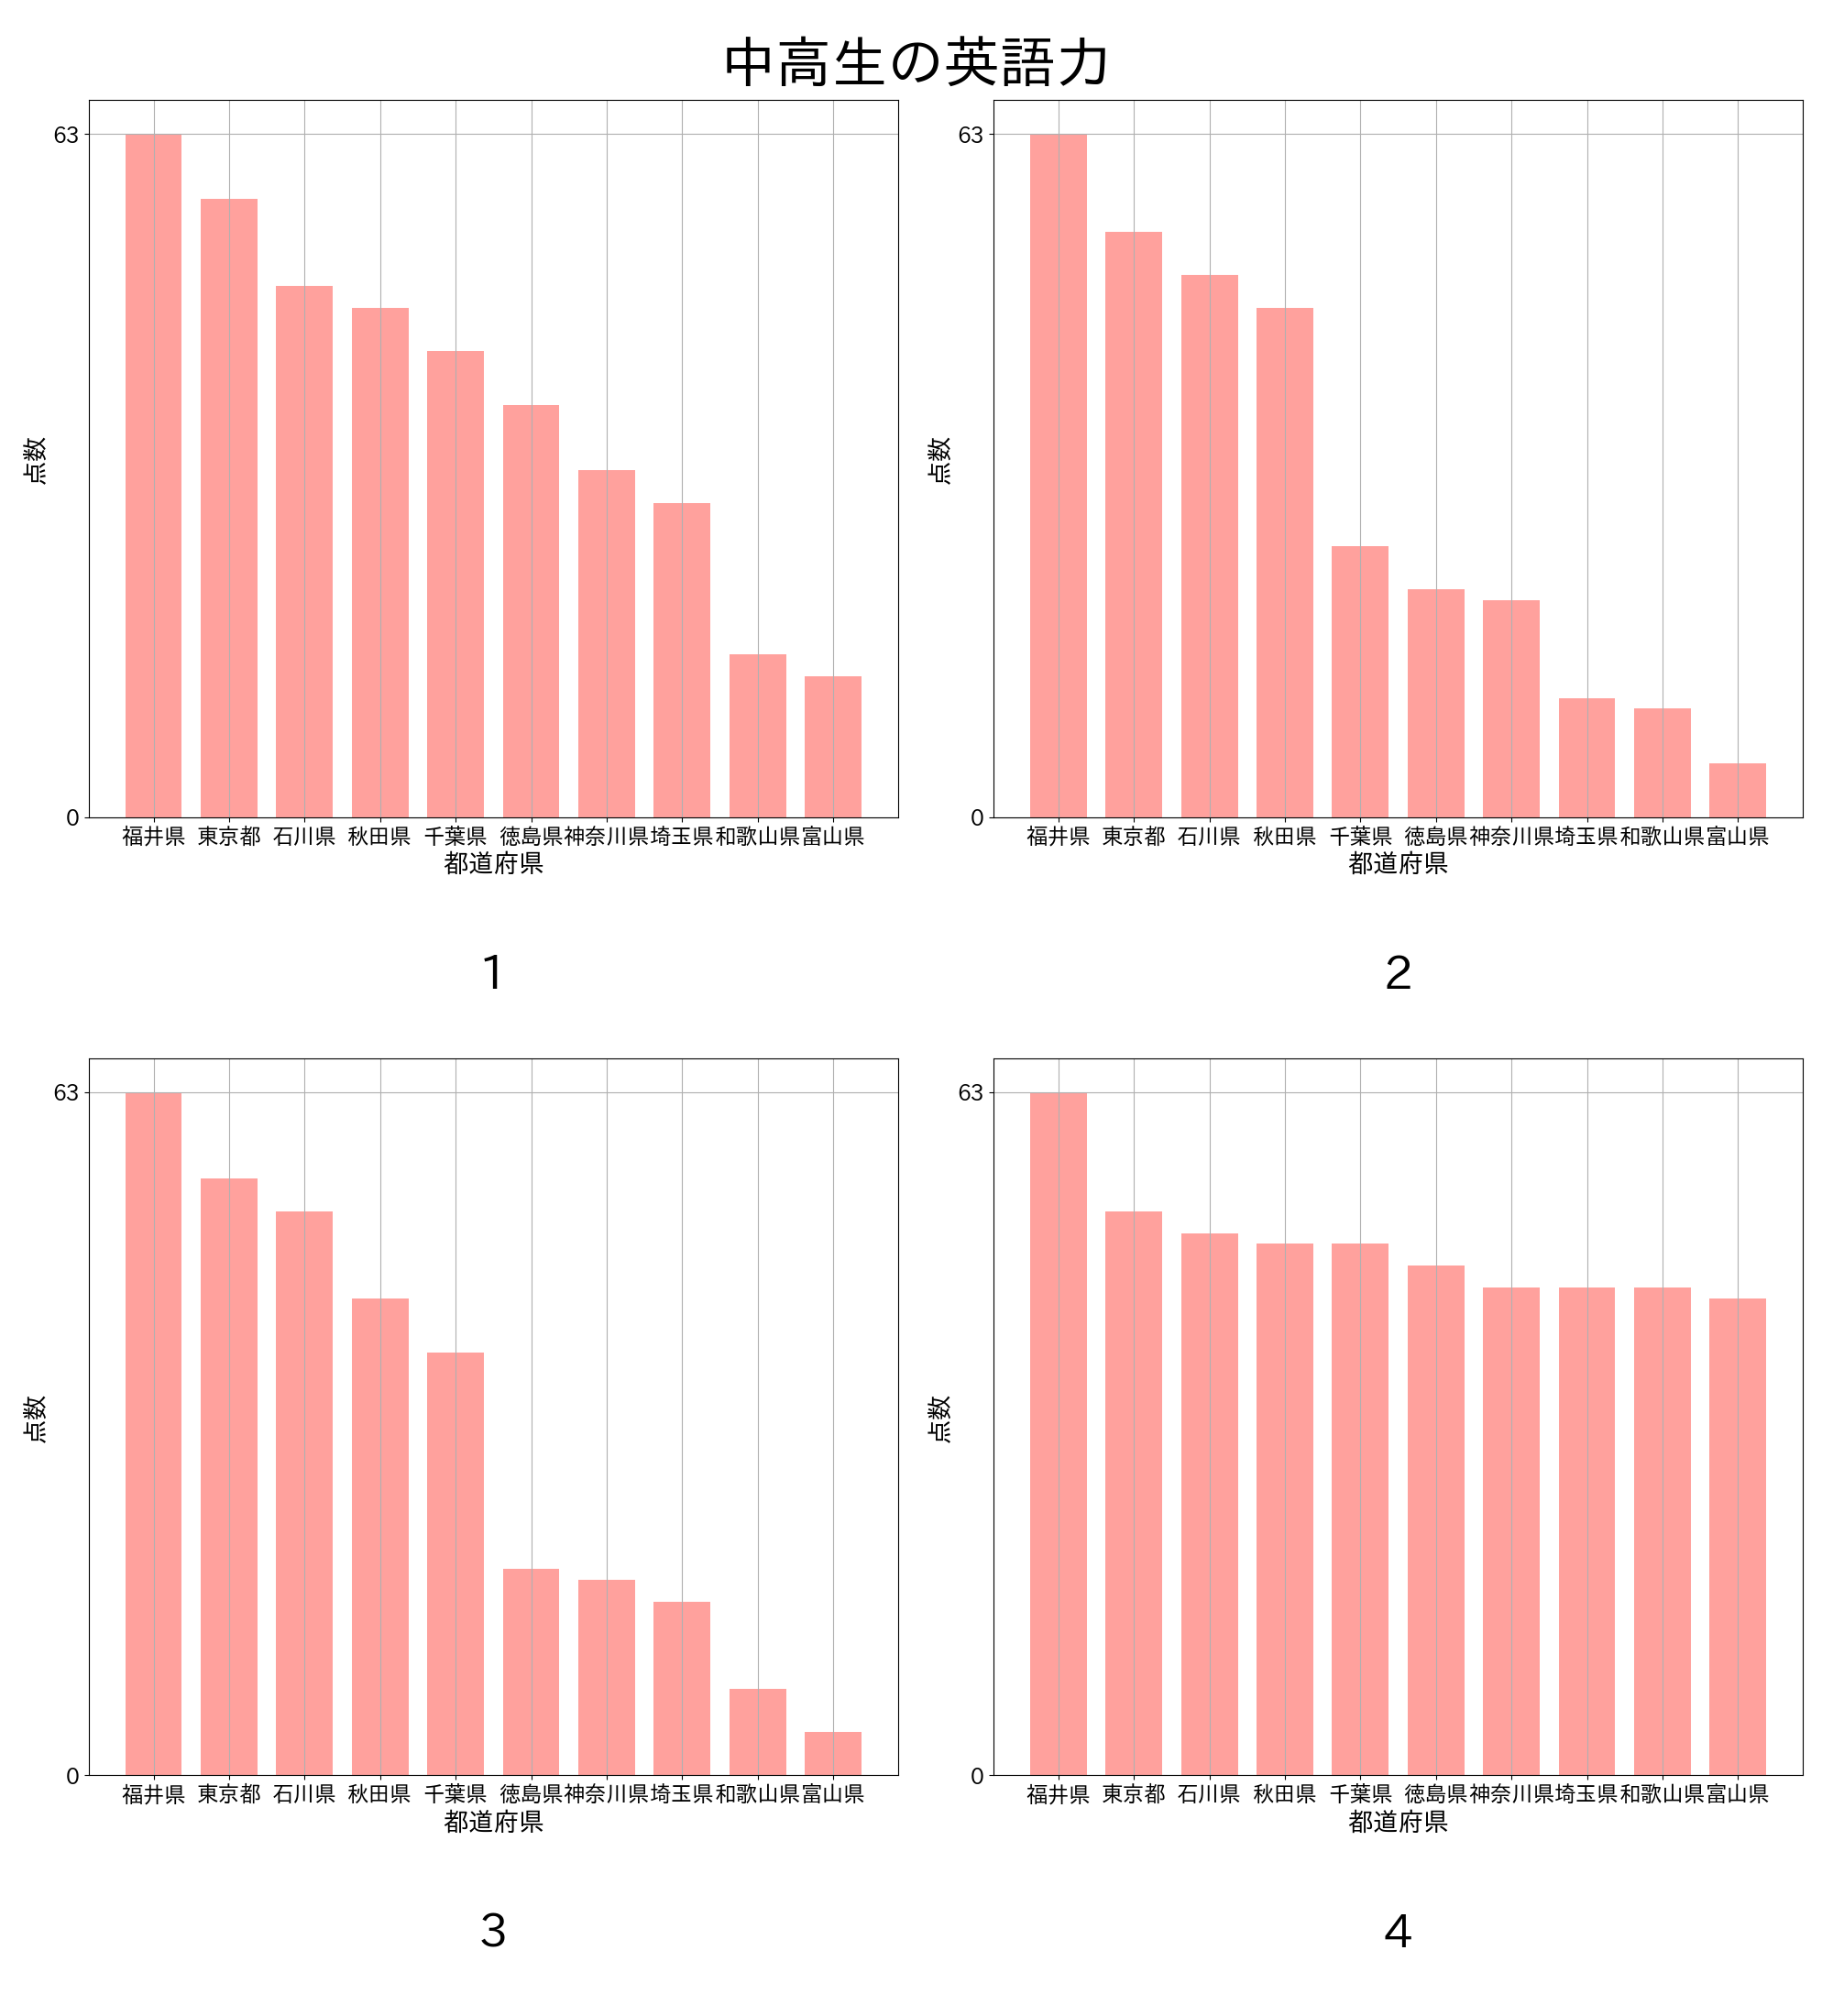 中高生の英語力
63
0
点数
福井県 東京都 石川県 秋田県 千葉県 徳島県 神奈川県 埼玉県 和歌山県 富山県
都道府県
1
63
0
点数
福井県 東京都 石川県 秋田県 千葉県 徳島県 神奈川県 埼玉県 和歌山県 富山県
都道府県
2
63
0
点数
福井県 東京都 石川県 秋田県 千葉県 徳島県 神奈川県 埼玉県 和歌山県 富山県
都道府県
3
63
0
点数
福井県 東京都 石川県 秋田県 千葉県 徳島県 神奈川県 埼玉県 和歌山県 富山県
都道府県
4